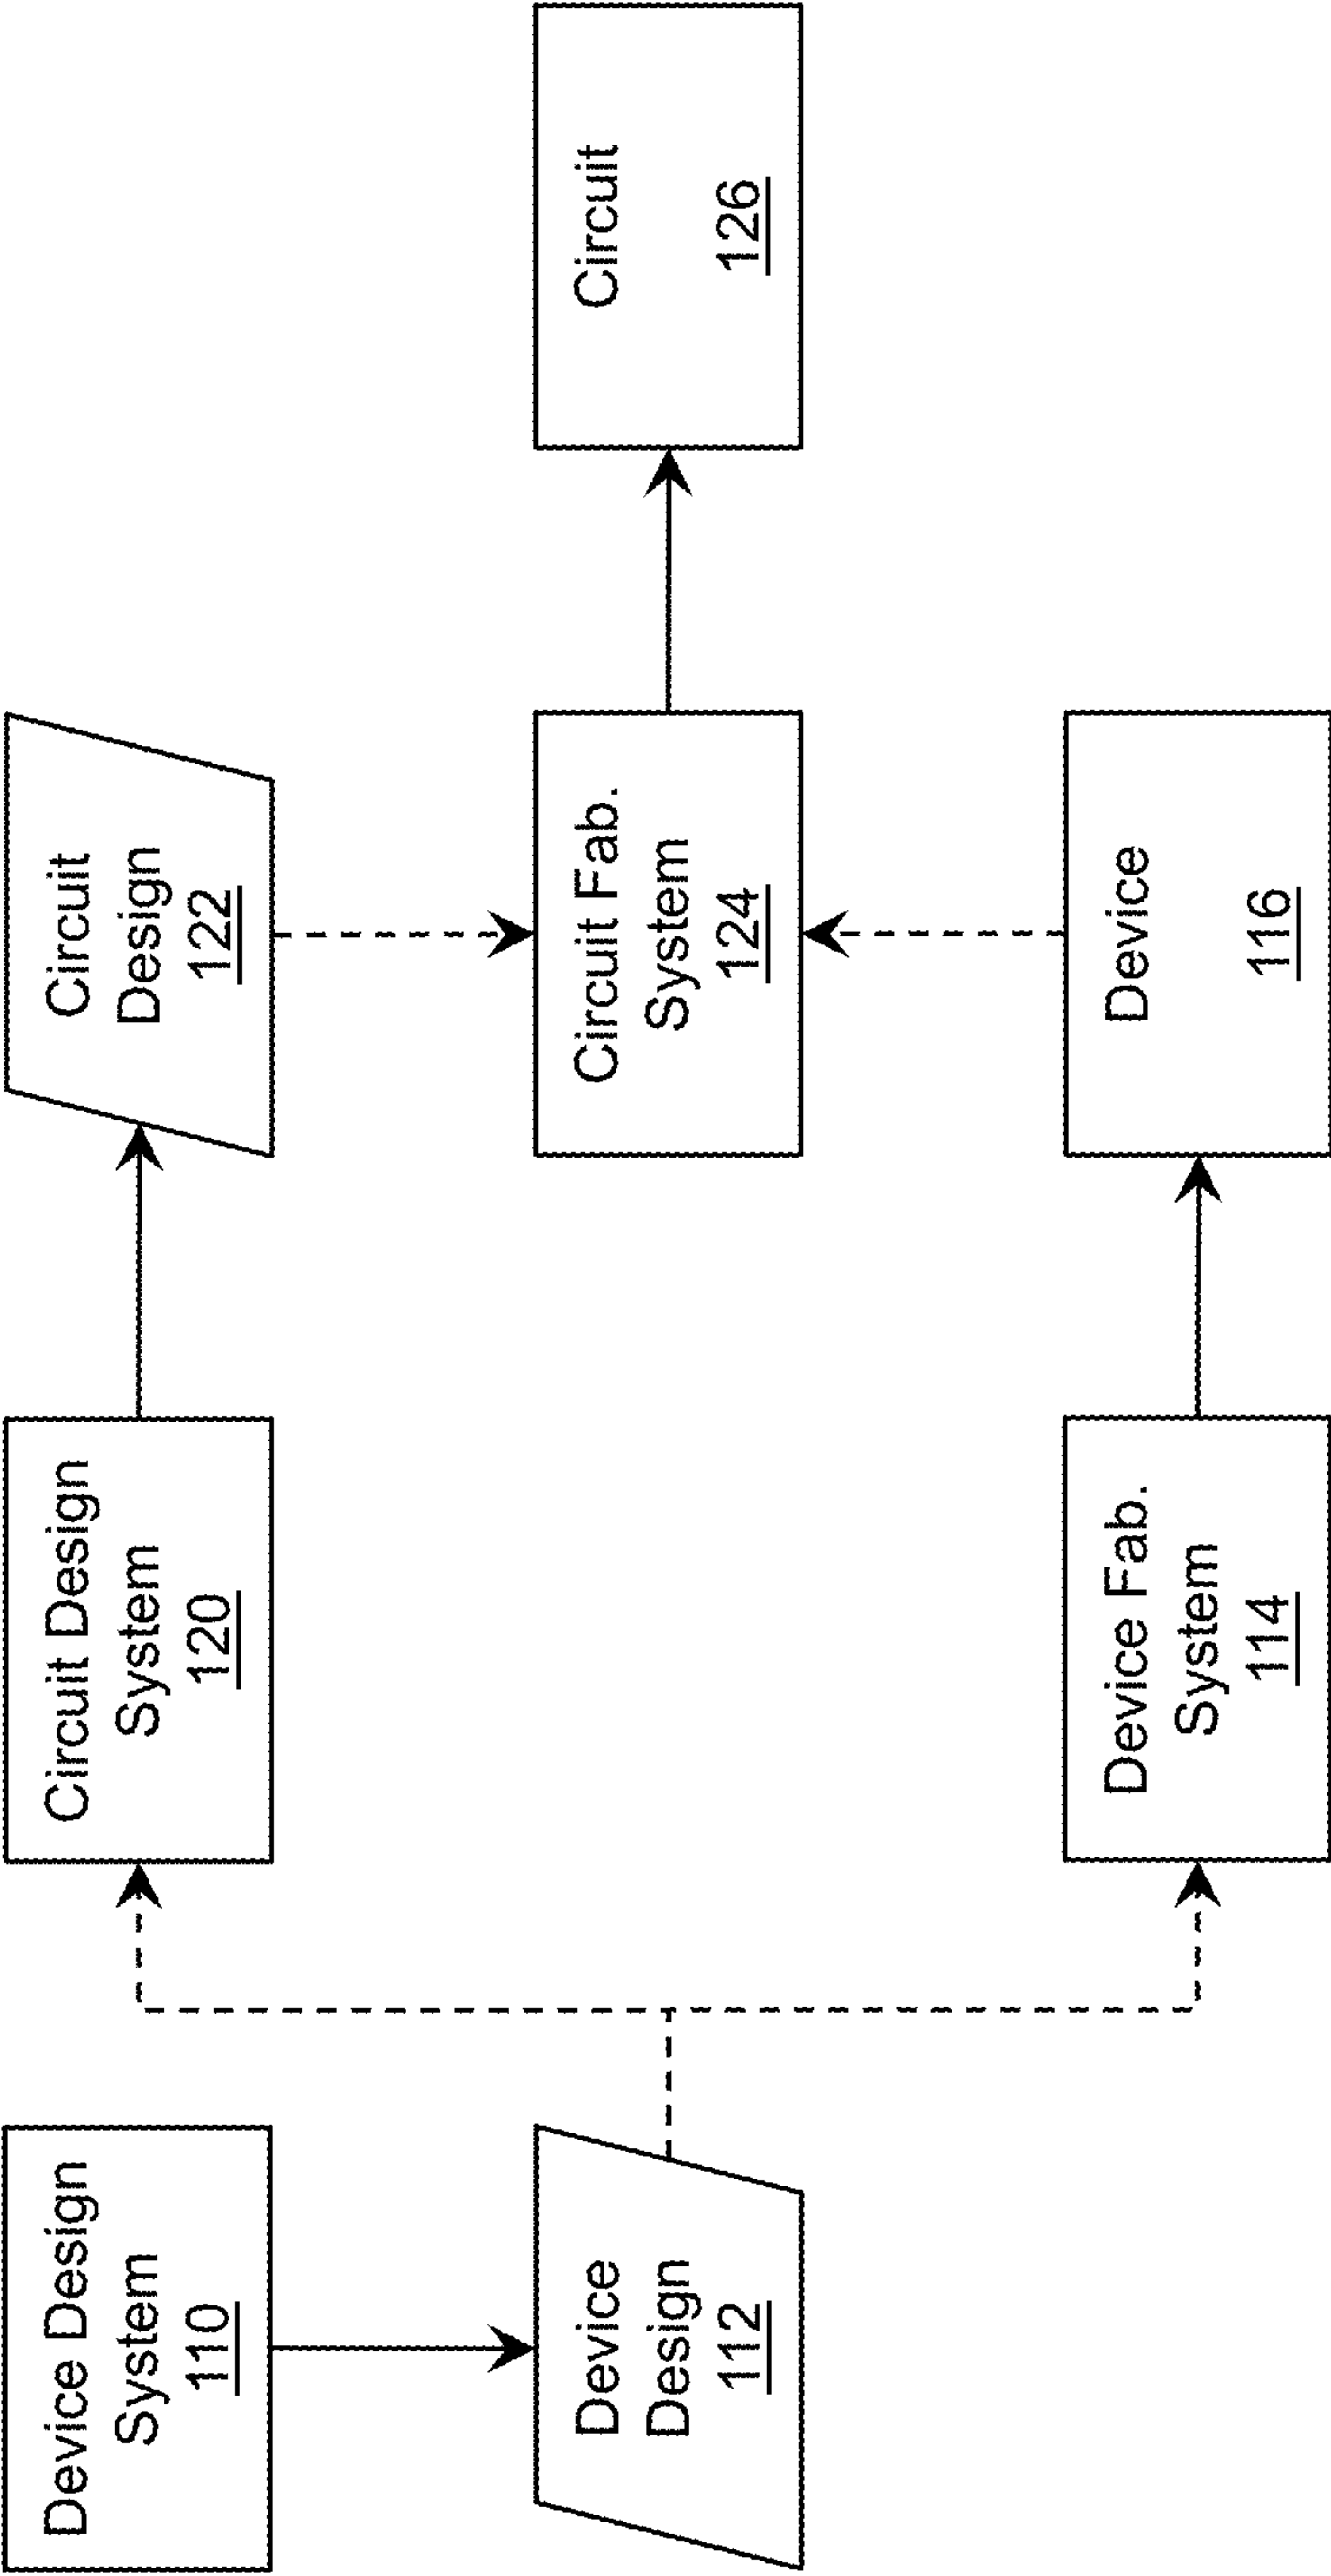 Device Design
System
110
Device
Design
112
Circuit Design
System
120
Device Fab.
System
114
Circuit
Design
122
Circuit Fab.
System
124
Device
116
Circuit
126